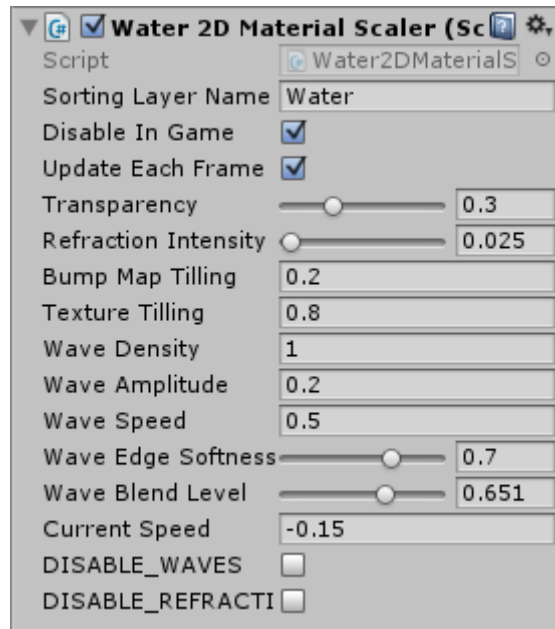 Water 2D Material Scaler (Sc
Script Water2DMaterialS
Sorting Layer Name Water
Disable In Game
Update Each Frame
Transparency 0.3
Refraction Intensity 0.025
Bump Map Tilling 0.2
Texture Tilling 0.8
Wave Density 1
Wave Amplitude 0.2
Wave Speed 0.5
Wave Edge Softness 0.7
Wave Blend Level 0.651
Current Speed -0.15
DISABLE_WAVES
DISABLE_REFRACTI